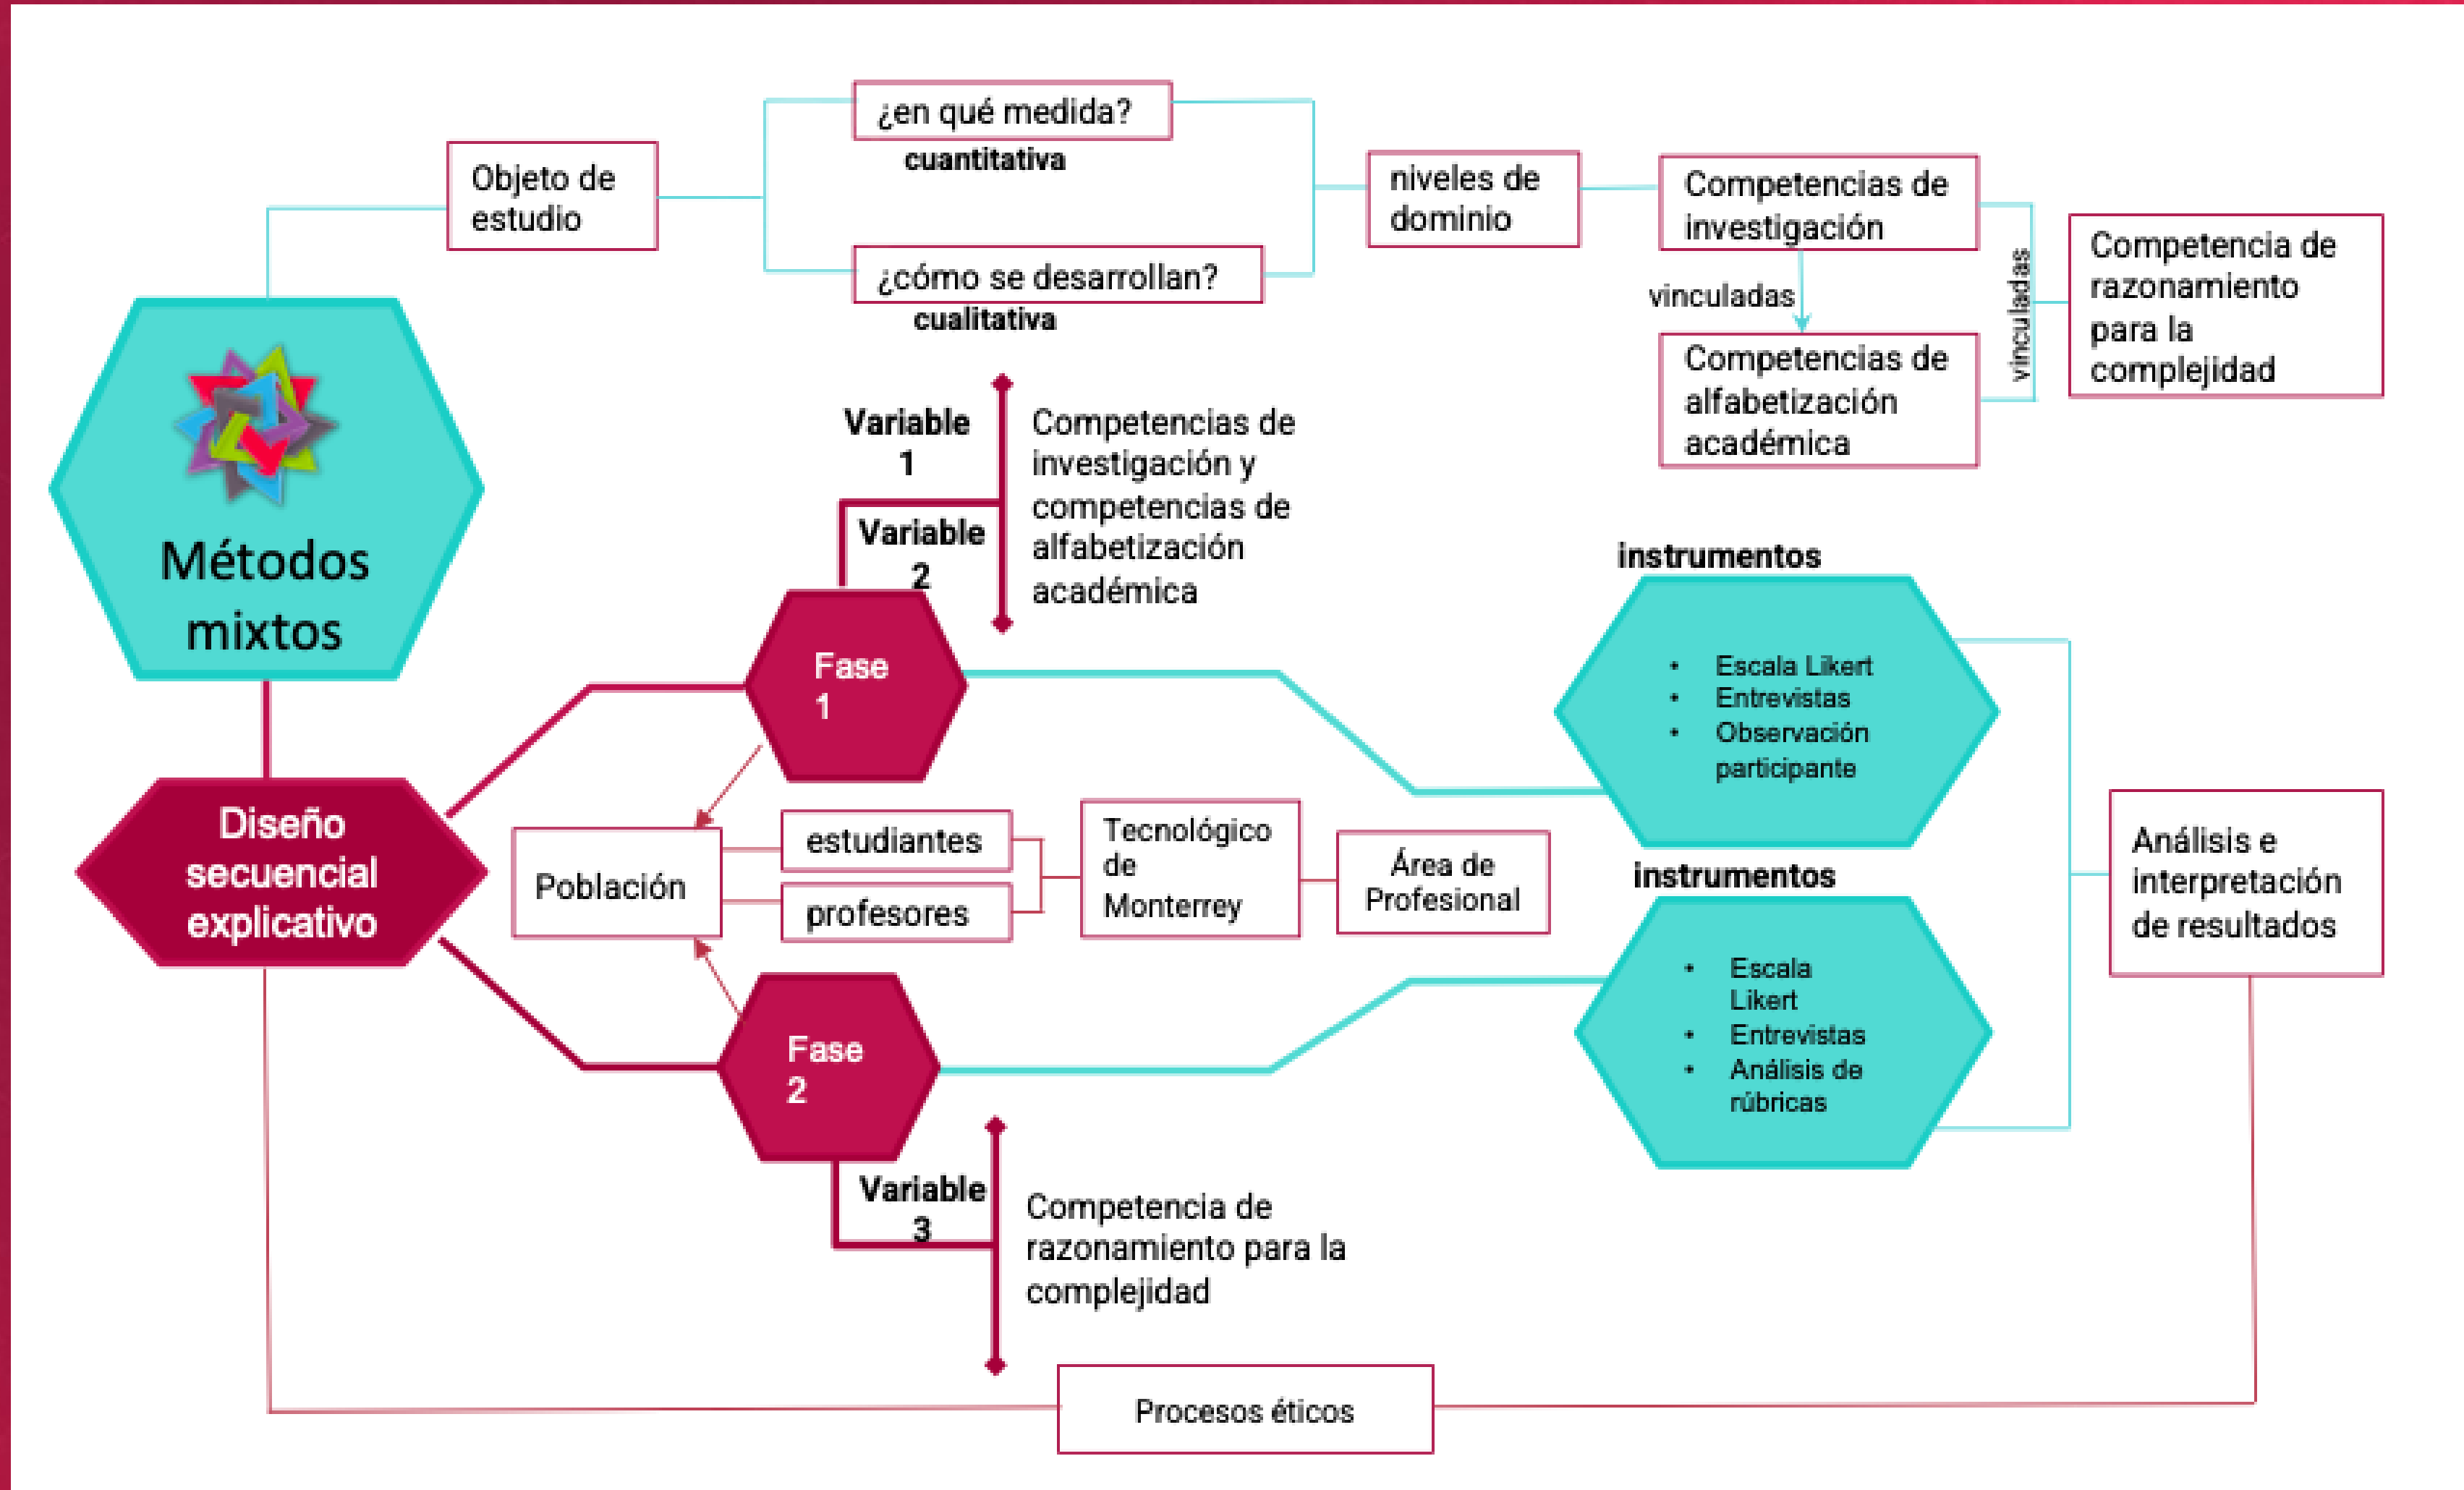 ¿en qué medida?
cuantitativa
Objeto de
estudio
¿cómo se desarrollan?
cualitativa
niveles de
dominio
Competencias de
investigación
vinculadas
Competencias de
alfabetización
académica
vinculadas
Competencia de
razonamiento
para la
complejidad
Métodos
mixtos
Variable
1
Variable
2
Competencias de
investigación y
competencias de
alfabetización
académica
Fase
1
instrumentos
• Escala Likert
• Entrevistas
• Observación
participante
Diseño
secuencial
explicativo
Población
estudiantes
profesores
Tecnológico
de
Monterrey
Área de
Profesional
instrumentos
• Escala
Likert
• Entrevistas
• Análisis de
rúbricas
Análisis e
interpretación
de resultados
Fase
2
Variable
3
Competencia de
razonamiento para la
complejidad
Procesos éticos